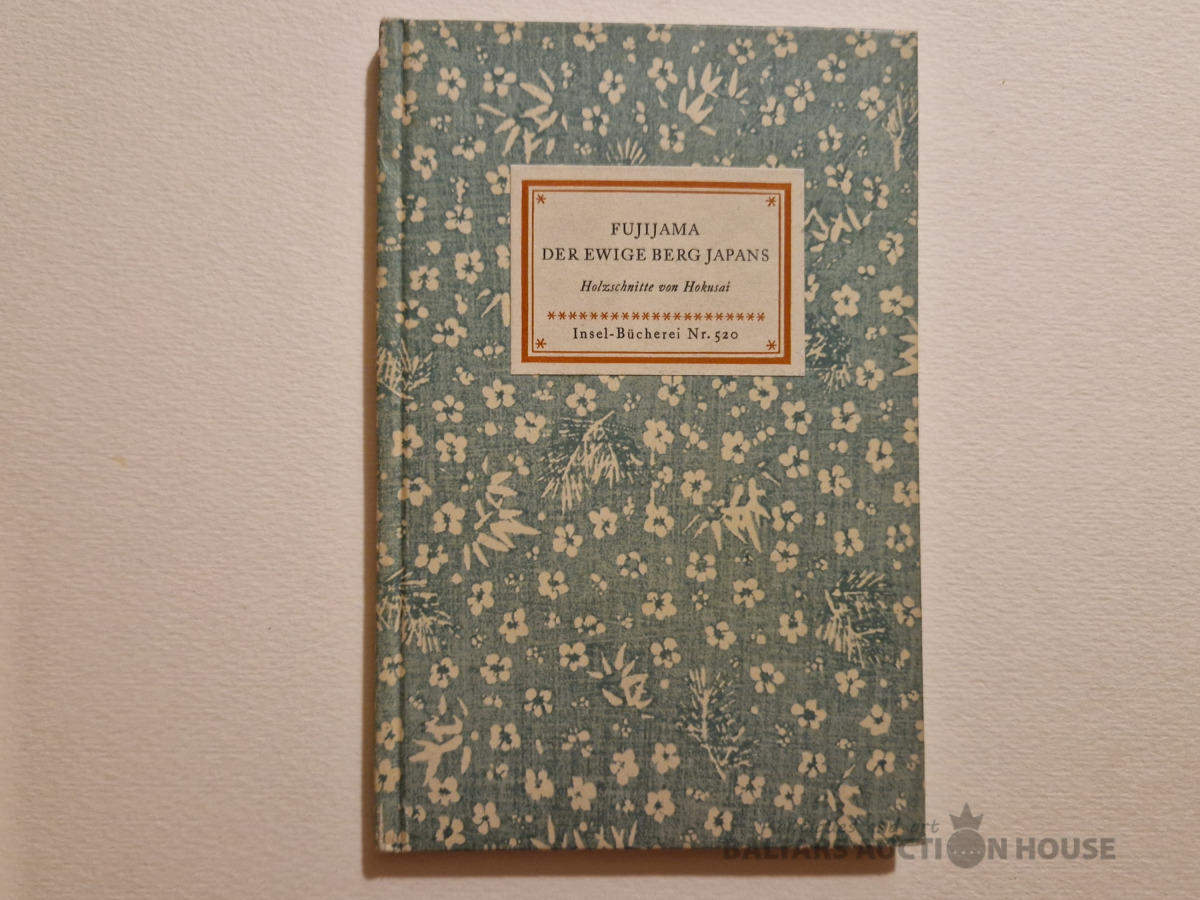 FUJIJAMA
DER EWIGE BERG JAPANS
Holzschnitte von Hokusai
Insel-Bücherei Nr. 520
BALTARS AUCTION HOUSE